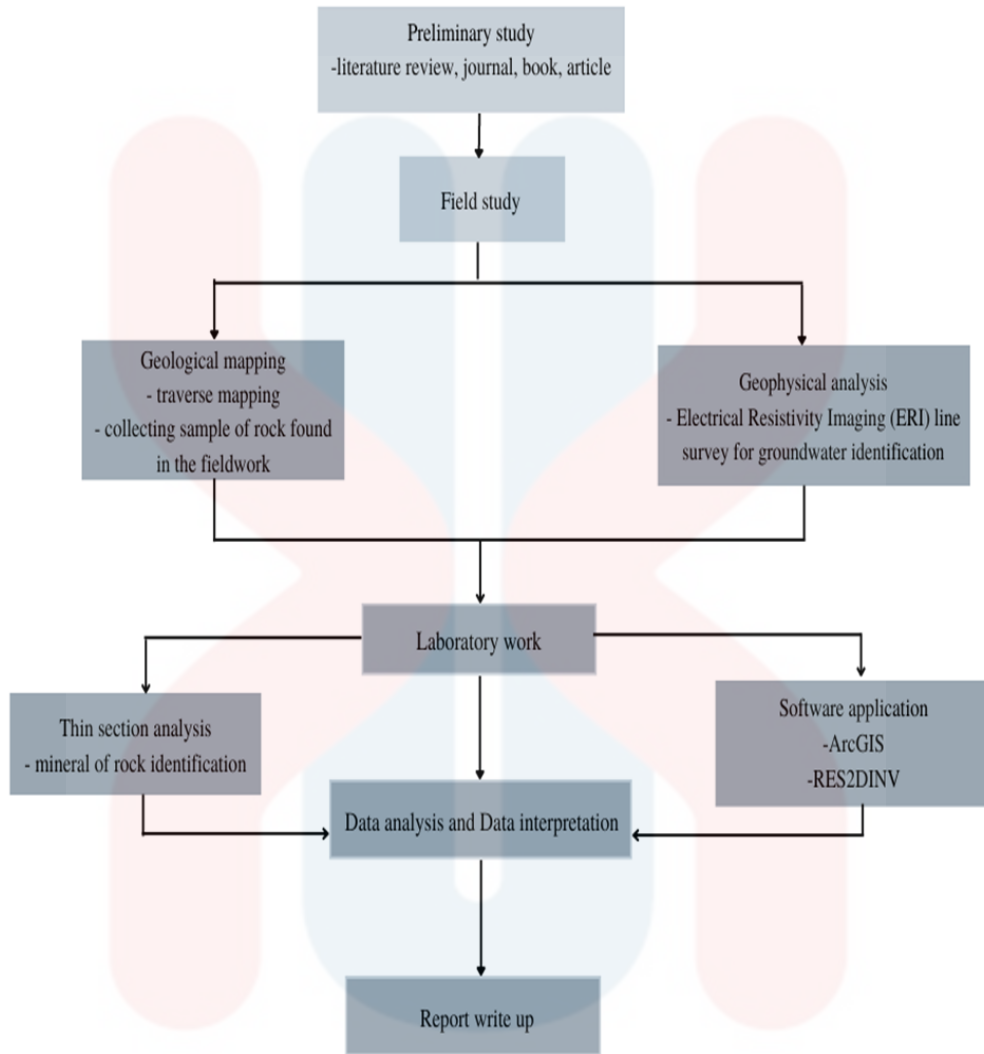 Preliminary study
-literature review, journal, book, article
Field study
Geological mapping
- traverse mapping
- collecting sample of rock found
in the fieldwork
Geophysical analysis
- Electrical Resistivity Imaging (ERI) line
survey for groundwater identification
Laboratory work
Thin section analysis
- mineral of rock identification
Software application
-ArcGIS
-RES2DINV
Data analysis and Data interpretation
Report write up